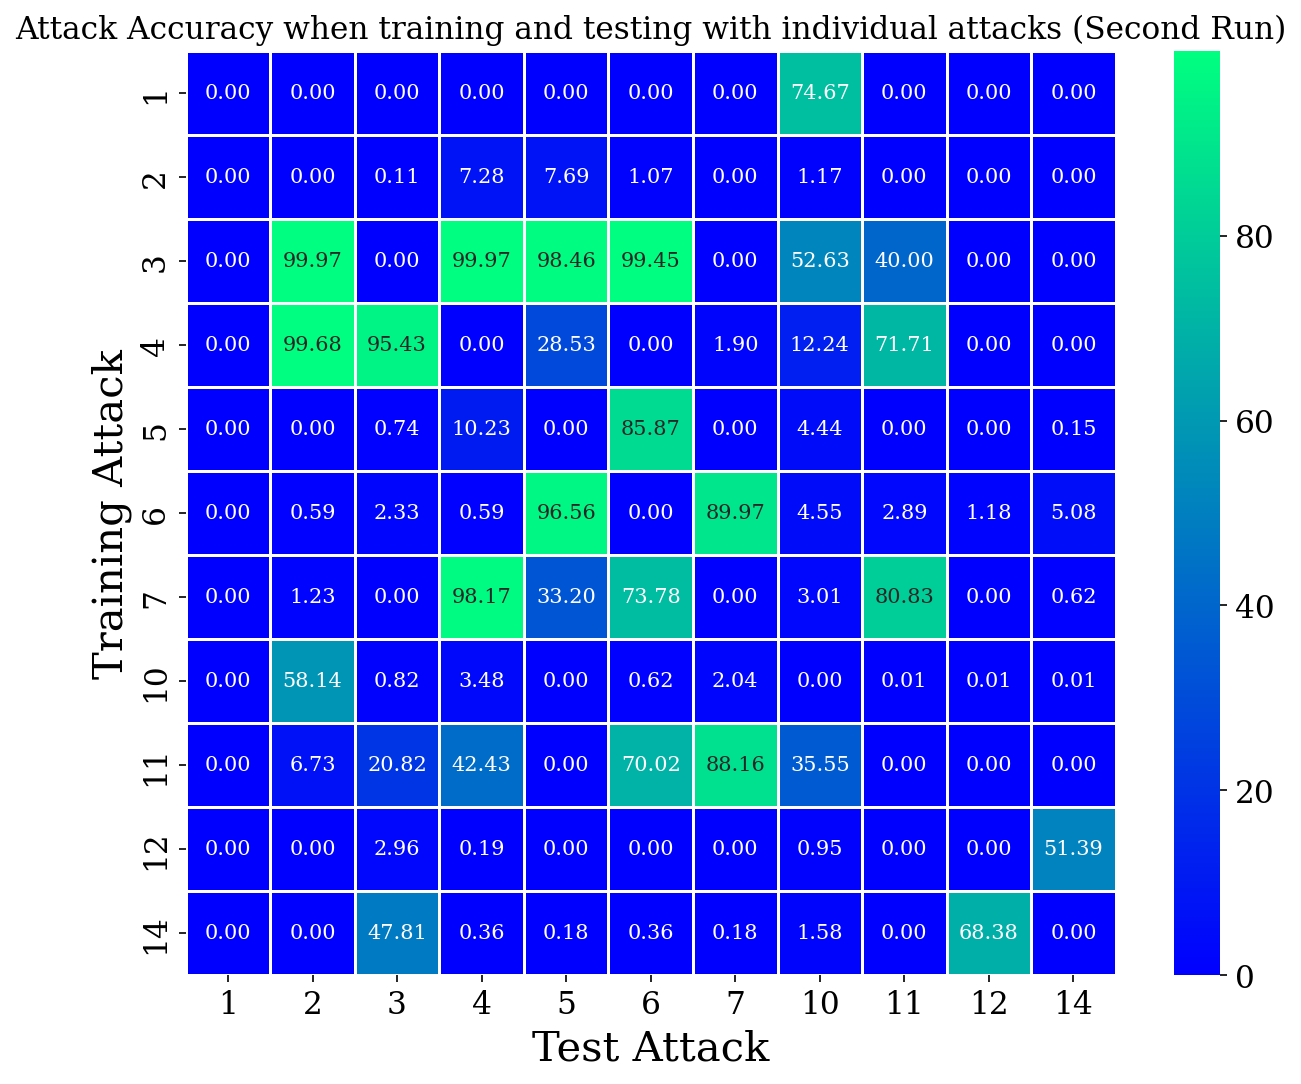 Attack Accuracy when training and testing with individual attacks (Second Run)
Training Attack
1 0.00 0.00 0.00 0.00 0.00 0.00 0.00 74.67 0.00 0.00 0.00
2 0.00 0.00 0.11 7.28 7.69 1.07 0.00 1.17 0.00 0.00 0.00
3 0.00 99.97 0.00 99.97 98.46 99.45 0.00 52.63 40.00 0.00 0.00
4 0.00 99.68 95.43 0.00 28.53 0.00 1.90 12.24 71.71 0.00 0.00
5 0.00 0.00 0.74 10.23 0.00 85.87 0.00 4.44 0.00 0.00 0.15
6 0.00 0.59 2.33 0.59 96.56 0.00 89.97 4.55 2.89 1.18 5.08
7 0.00 1.23 0.00 98.17 33.20 73.78 0.00 3.01 80.83 0.00 0.62
10 0.00 58.14 0.82 3.48 0.00 0.62 2.04 0.00 0.01 0.01 0.01
11 0.00 6.73 20.82 42.43 0.00 70.02 88.16 35.55 0.00 0.00 0.00
12 0.00 0.00 2.96 0.19 0.00 0.00 0.00 0.95 0.00 0.00 51.39
14 0.00 0.00 47.81 0.36 0.18 0.36 0.18 1.58 0.00 68.38 0.00
1 2 3 4 5 6 7 10 11 12 14
Test Attack
80
60
40
20
0